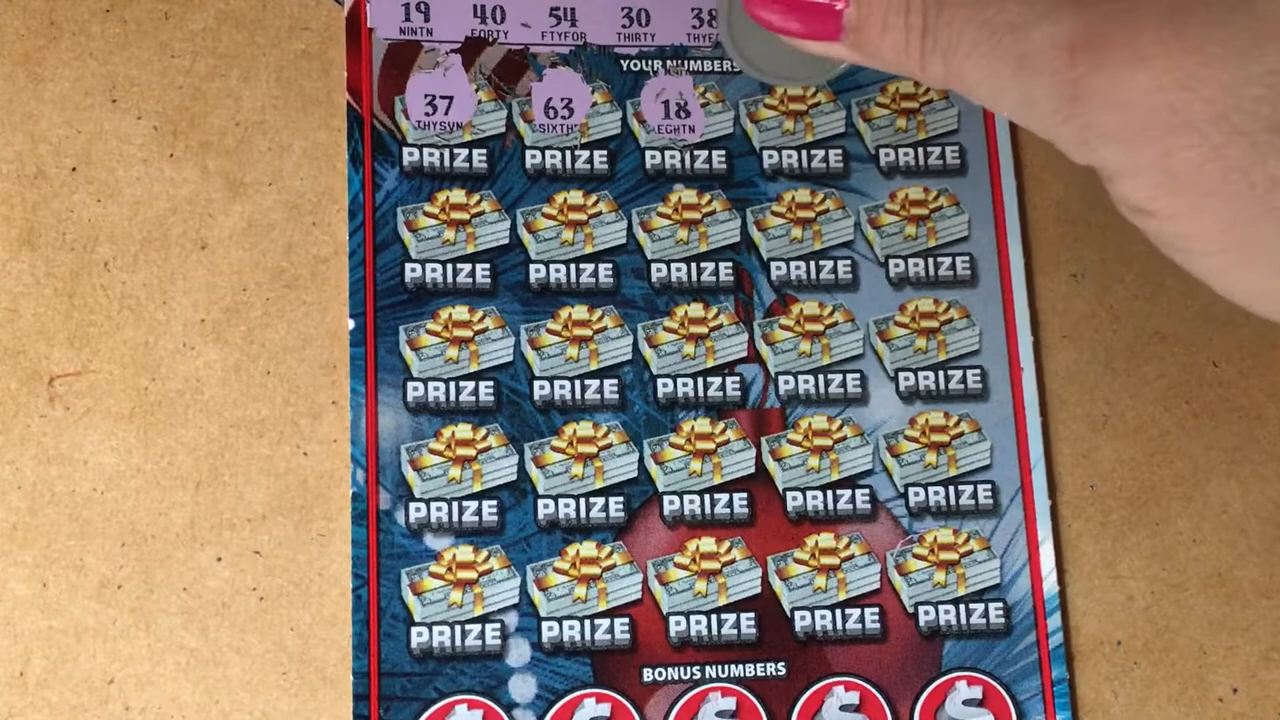 19 40 54 30 38
NINTN FORTY FTYFOR THIRTY
YOUR NUMBERS
37 63 18
THYSVN SIXTH EGHTN
PRIZE PRIZE PRIZE PRIZE PRIZE
PRIZE PRIZE PRIZE PRIZE PRIZE
PRIZE PRIZE PRIZE PRIZE PRIZE
PRIZE PRIZE PRIZE PRIZE PRIZE
PRIZE PRIZE PRIZE PRIZE PRIZE
BONUS NUMBERS
$ $ $ $ $